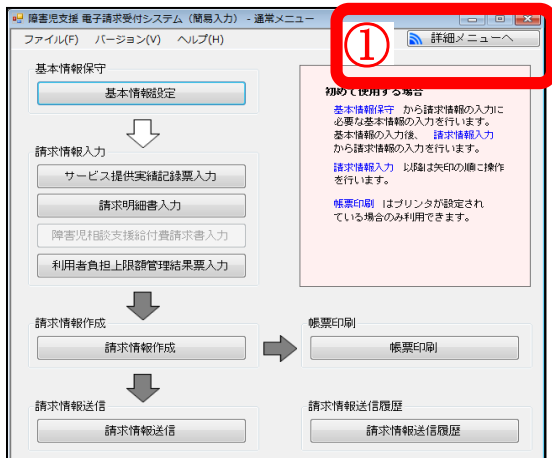 障害児支援 電子請求受付システム（簡易入力） - 通常メニュー
ファイル(F) バージョン(V) ヘルプ(H)
①
詳細メニューへ
基本情報保守
基本情報設定
初めて使用する場合
基本情報保守 から請求情報の入力に
必要な基本情報の入力を行います。
基本情報の入力後、 請求情報入力
から請求情報の入力を行います。
請求情報入力 以降は矢印の順に操作
を行います。
帳票印刷 はプリンタが設定され
ている場合のみ利用できます。
請求情報入力
サービス提供実績記録票入力
請求明細書入力
障害児相談支援給付費請求書入力
利用者負担上限額管理結果票入力
請求情報作成
請求情報作成
帳票印刷
帳票印刷
請求情報送信
請求情報送信
請求情報送信履歴
請求情報送信履歴